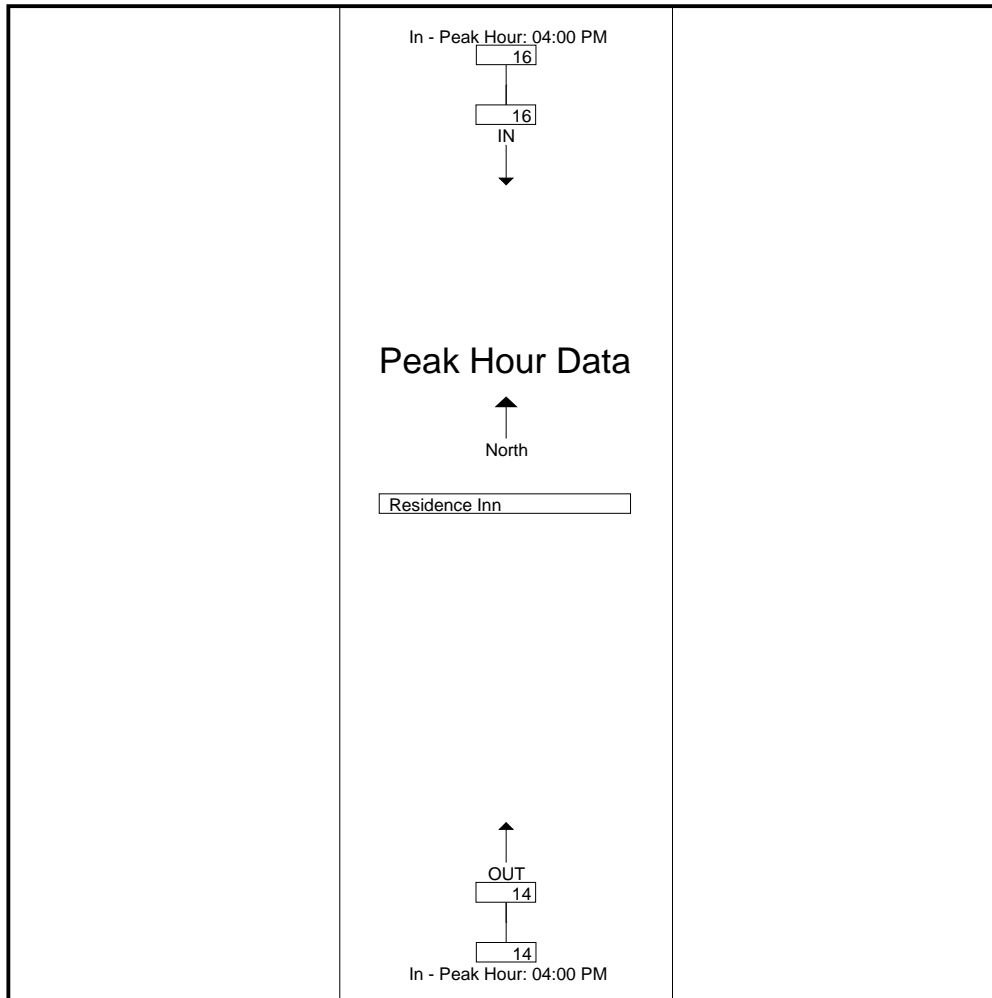 In - Peak Hour: 04:00 PM
16
16
IN
Peak Hour Data
North
Residence Inn
OUT
14
14
In - Peak Hour: 04:00 PM